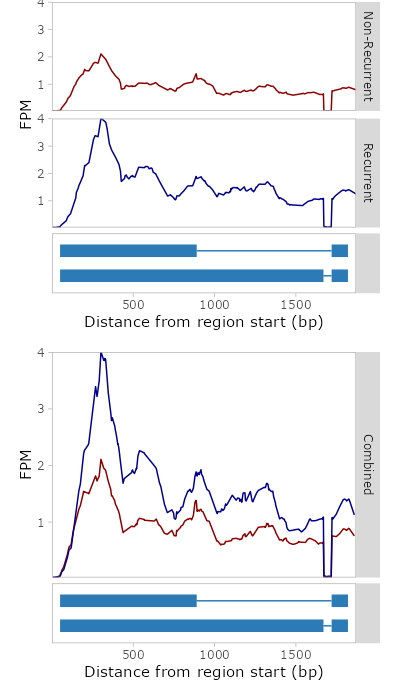 4
3
2
1
Non-Recurrent
FPM
4
3
2
1
Recurrent
500
1000
1500
Distance from region start (bp)
4
3
2
1
FPM
Combined
500
1000
1500
Distance from region start (bp)